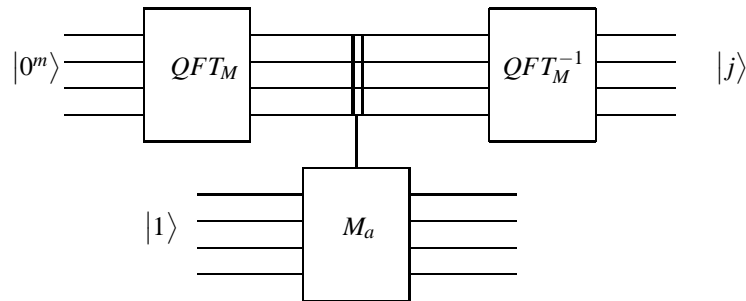 |0^m⟩ QFT_M QFT_M^{-1} |j⟩
|1⟩ M_a